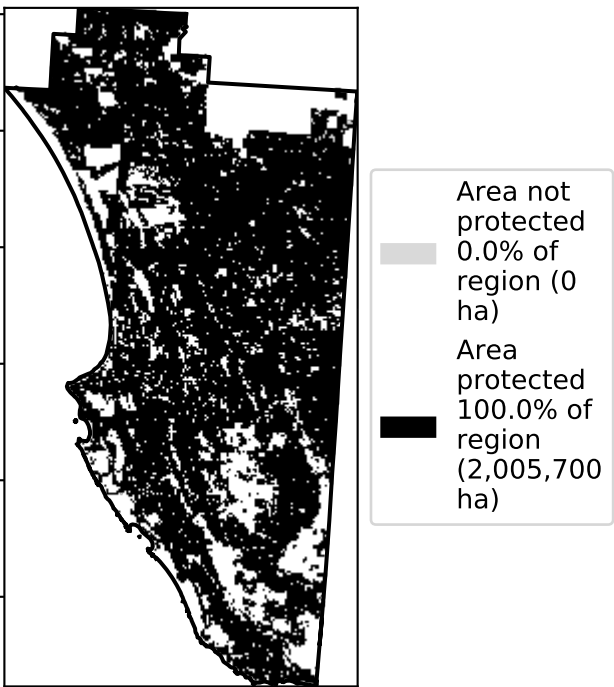 Area not
protected
0.0% of
region (0
ha)
Area
protected
100.0% of
region
(2,005,700
ha)